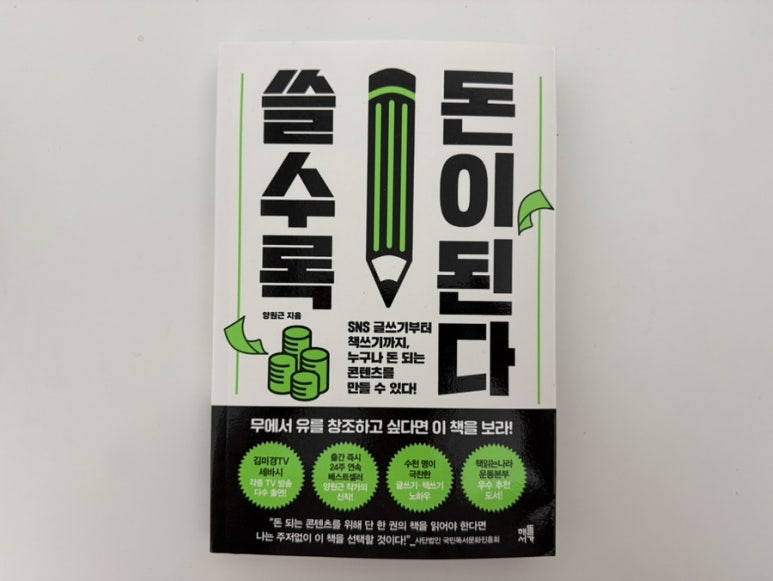 쓸수록
돈이된다
양원근 지음
SNS 글쓰기부터
책쓰기까지,
누구나 돈 되는
콘텐츠를
만들 수 있다!
무에서 유를 창조하고 싶다면 이 책을 보라!
김미경TV
세바시
각종 TV 방송
다수 출연!
출간 즉시
24주 연속
베스트셀러
양원근 작가의
신작!
수천 명이
극찬한
글쓰기·책쓰기
노하우
책읽는나라
운동본부
우수 추천
도서!
“돈 되는 콘텐츠를 위해 단 한 권의 책을 읽어야 한다면
나는 주저없이 이 책을 선택할 것이다!”_사단법인 국민독서문화진흥회
해뜰
서가